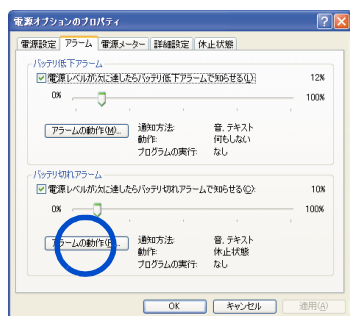 電源オプションのプロパティ
電源設定 アラーム 電源メーター 詳細設定 休止状態
バッテリ低下アラーム
電源レベルが次に達したらバッテリ低下アラームで知らせる(L):
12%
0% 100%
アラームの動作(M)...
通知方法: 音, テキスト
動作: 何もしない
プログラムの実行: なし
バッテリ切れアラーム
電源レベルが次に達したらバッテリ切れアラームで知らせる(C):
10%
0% 100%
アラームの動作(R)...
通知方法: 音, テキスト
動作: 休止状態
プログラムの実行: なし
OK キャンセル 適用(A)